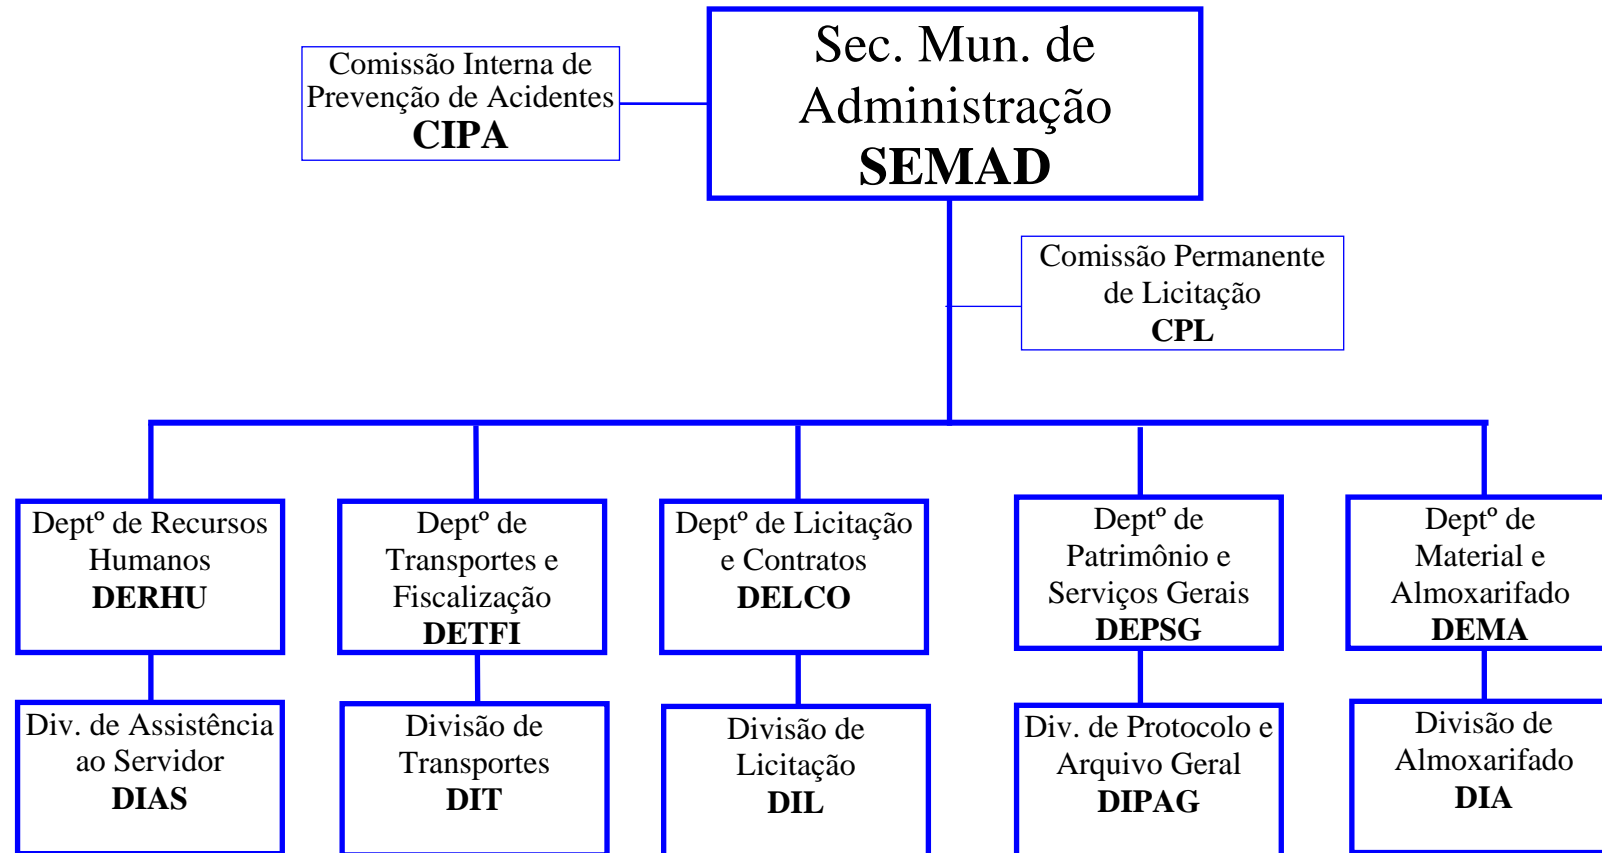 Comissão Interna de
Prevenção de Acidentes
CIPA
Sec. Mun. de
Administração
SEMAD
Comissão Permanente
de Licitação
CPL
Deptº de Recursos
Humanos
DERHU
Deptº de
Transportes e
Fiscalização
DETFI
Deptº de Licitação
e Contratos
DELCO
Deptº de
Patrimônio e
Serviços Gerais
DEPSG
Deptº de
Material e
Almoxarifado
DEMA
Div. de Assistência
ao Servidor
DIAS
Divisão de
Transportes
DIT
Divisão de
Licitação
DIL
Div. de Protocolo e
Arquivo Geral
DIPAG
Divisão de
Almoxarifado
DIA